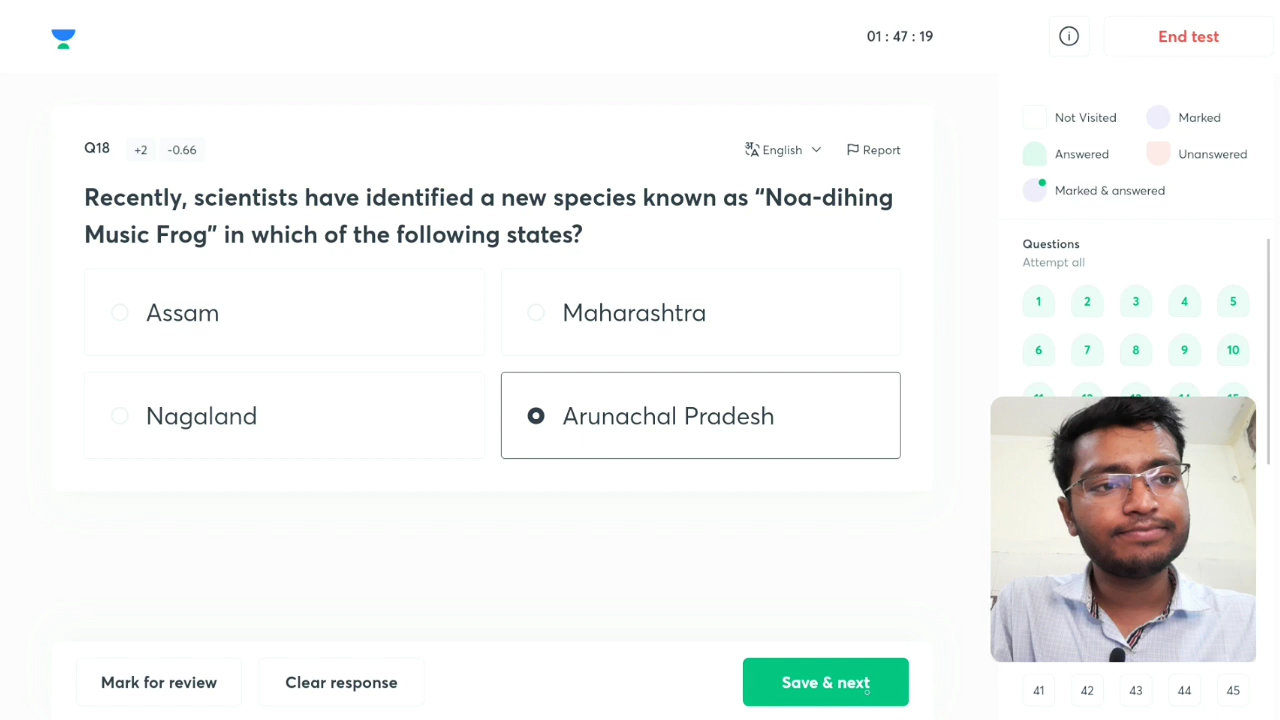 01 : 47 : 19
End test
Q18 +2 -0.66 English Report
Recently, scientists have identified a new species known as “Noa-dihing
Music Frog” in which of the following states?
Assam
Maharashtra
Nagaland
Arunachal Pradesh
Mark for review
Clear response
Save & next
Not Visited
Marked
Answered
Unanswered
Marked & answered
Questions
Attempt all
1 2 3 4 5
6 7 8 9 10
41 42 43 44 45